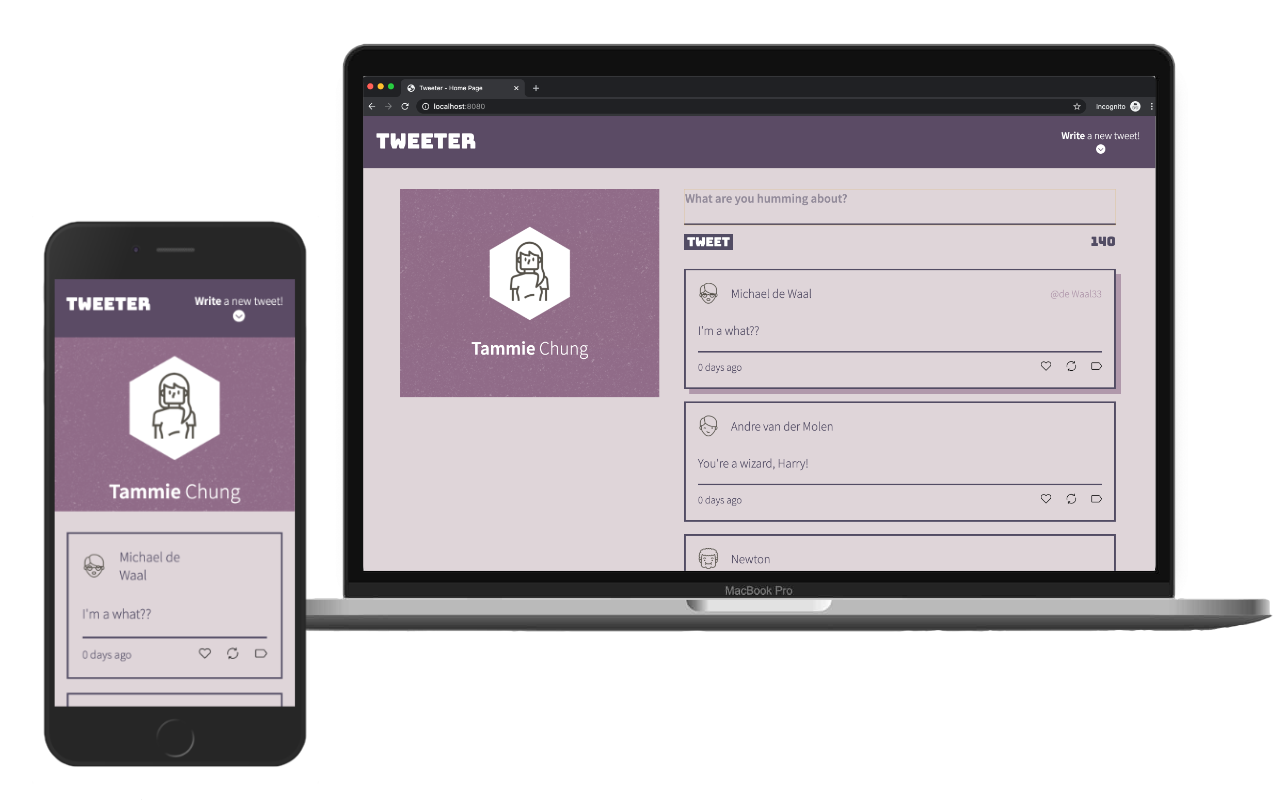 Tweeter - Home Page
localhost:8080
Incognito
TWEETER
Write a new tweet!
Tammie Chung
What are you humming about?
TWEET
140
Michael de Waal
@de Waal33
I'm a what??
0 days ago
Andre van der Molen
You're a wizard, Harry!
0 days ago
Newton
MacBook Pro
TWEETER
Write a new tweet!
Tammie Chung
Michael de
Waal
I'm a what??
0 days ago